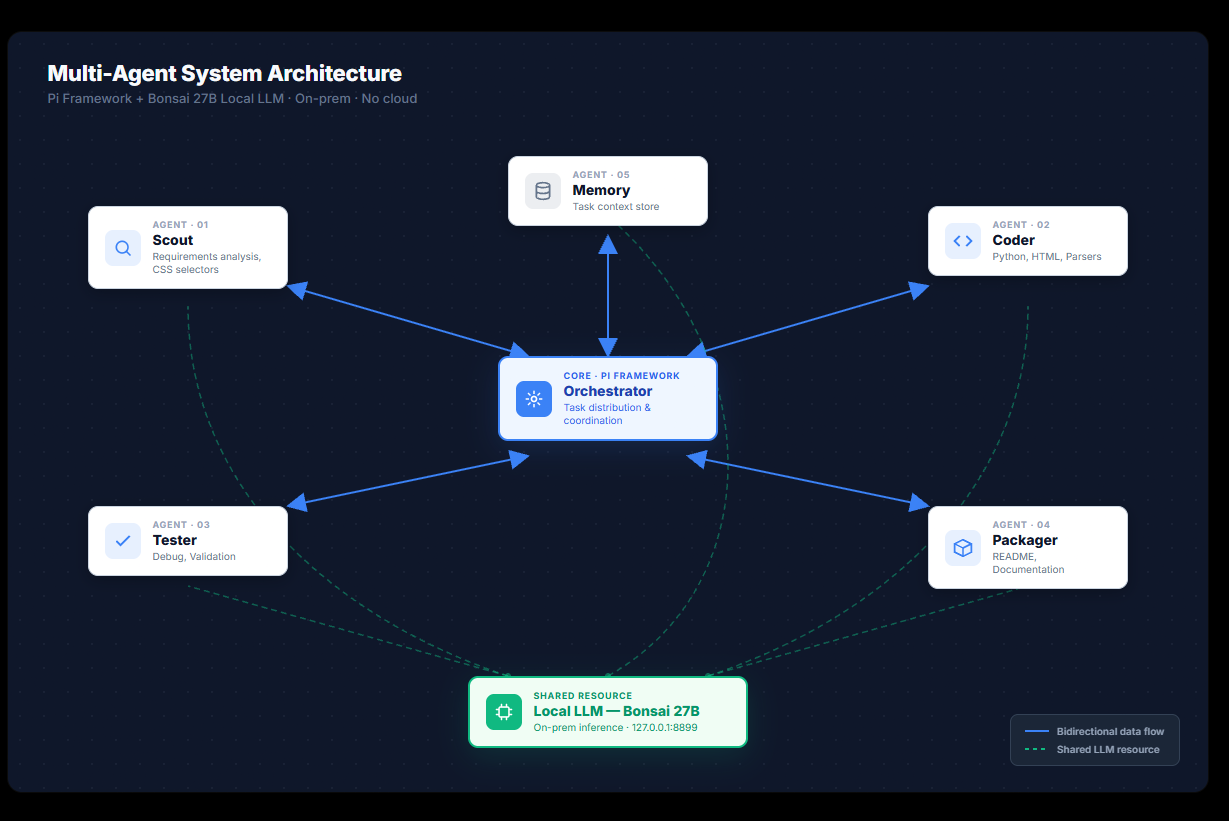 Multi-Agent System Architecture
Pi Framework + Bonsai 27B Local LLM · On-prem · No cloud
AGENT · 05
Memory
Task context store
AGENT · 01
Scout
Requirements analysis,
CSS selectors
AGENT · 02
Coder
Python, HTML, Parsers
CORE · PI FRAMEWORK
Orchestrator
Task distribution &
coordination
AGENT · 03
Tester
Debug, Validation
AGENT · 04
Packager
README,
Documentation
SHARED RESOURCE
Local LLM — Bonsai 27B
On-prem inference · 127.0.0.1:8899
Bidirectional data flow
Shared LLM resource